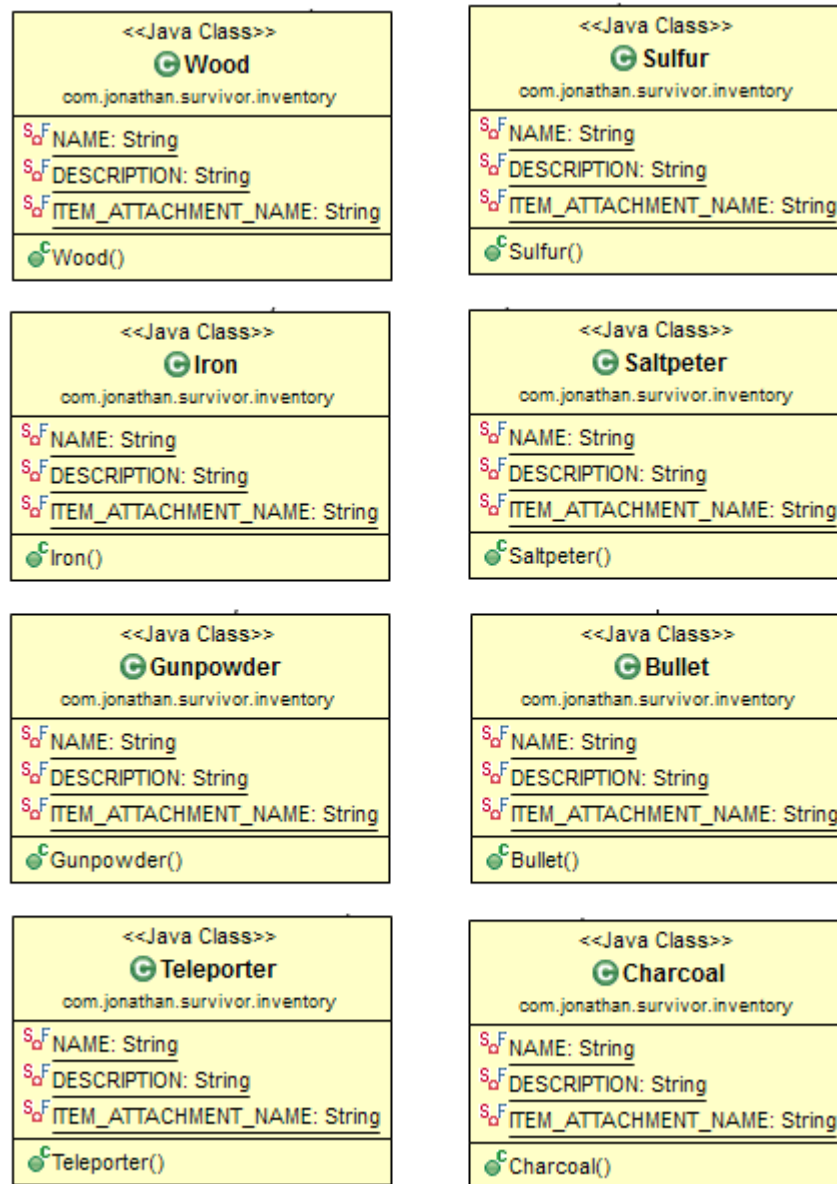 <<Java Class>>
Wood
com.jonathan.survivor.inventory
NAME: String
DESCRIPTION: String
ITEM_ATTACHMENT_NAME: String
Wood()
<<Java Class>>
Sulfur
com.jonathan.survivor.inventory
NAME: String
DESCRIPTION: String
ITEM_ATTACHMENT_NAME: String
Sulfur()
<<Java Class>>
Iron
com.jonathan.survivor.inventory
NAME: String
DESCRIPTION: String
ITEM_ATTACHMENT_NAME: String
Iron()
<<Java Class>>
Saltpeter
com.jonathan.survivor.inventory
NAME: String
DESCRIPTION: String
ITEM_ATTACHMENT_NAME: String
Saltpeter()
<<Java Class>>
Gunpowder
com.jonathan.survivor.inventory
NAME: String
DESCRIPTION: String
ITEM_ATTACHMENT_NAME: String
Gunpowder()
<<Java Class>>
Bullet
com.jonathan.survivor.inventory
NAME: String
DESCRIPTION: String
ITEM_ATTACHMENT_NAME: String
Bullet()
<<Java Class>>
Teleporter
com.jonathan.survivor.inventory
NAME: String
DESCRIPTION: String
ITEM_ATTACHMENT_NAME: String
Teleporter()
<<Java Class>>
Charcoal
com.jonathan.survivor.inventory
NAME: String
DESCRIPTION: String
ITEM_ATTACHMENT_NAME: String
Charcoal()